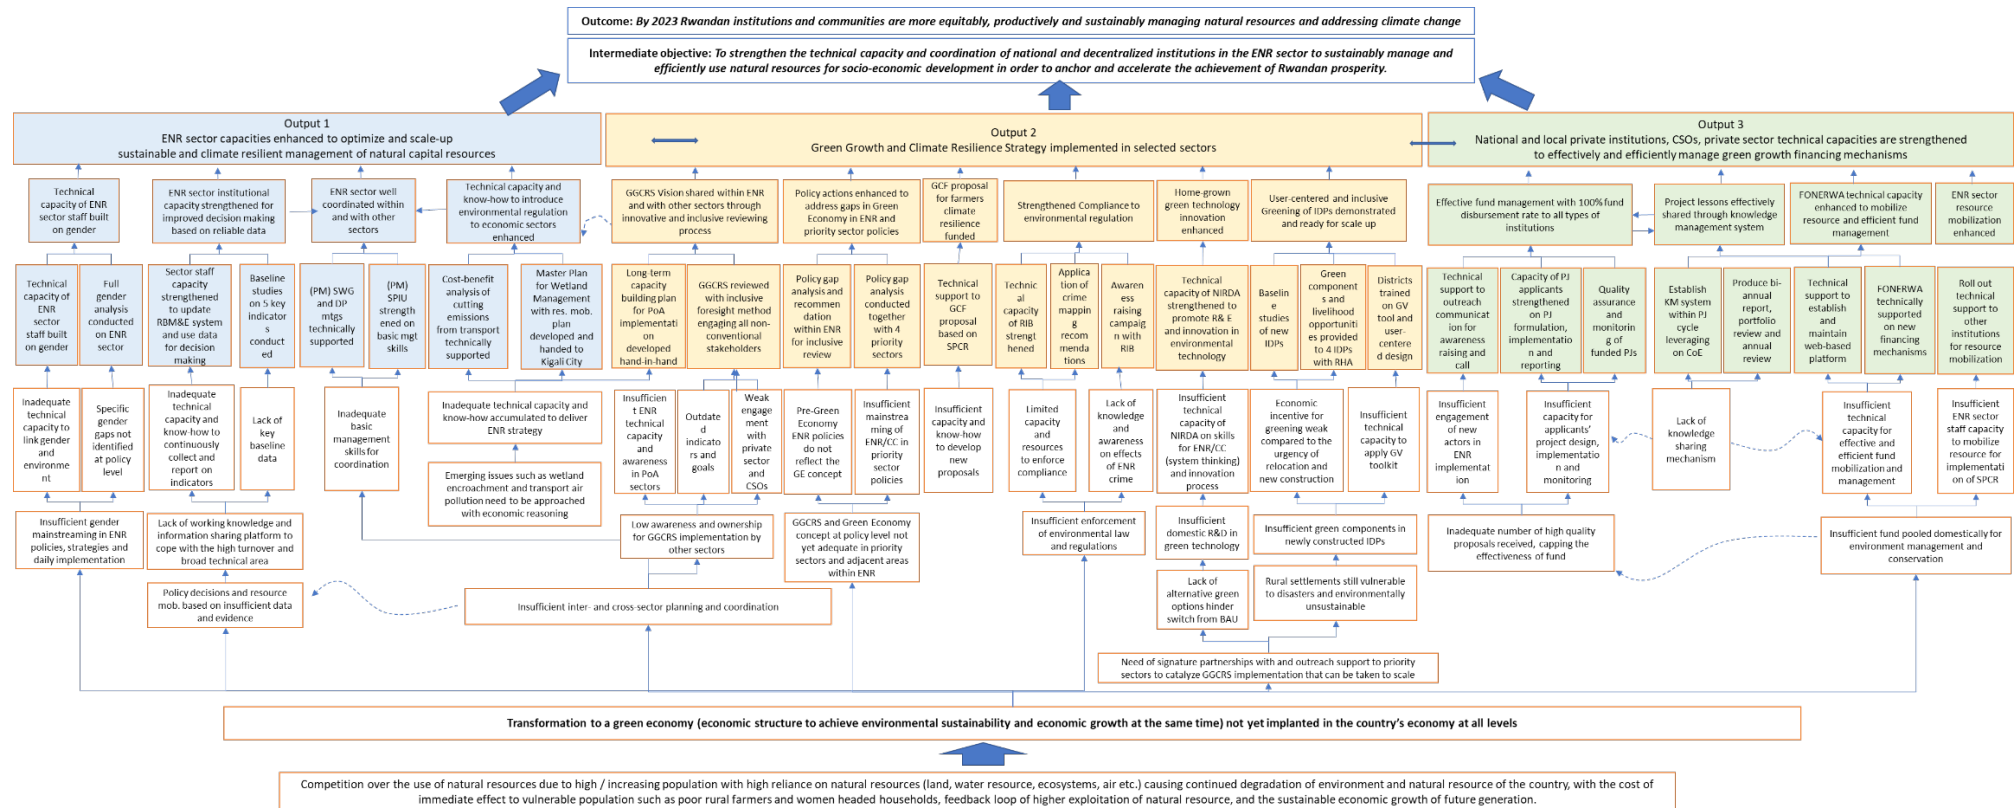 Outcome: By 2023 Rwandan institutions and communities are more equitably, productively and sustainably managing natural resources and addressing climate change
Intermediate objective: To strengthen the technical capacity and coordination of national and decentralized institutions in the ENR sector to sustainably manage and
efficiently use natural resources for socio-economic development in order to anchor and accelerate the achievement of Rwandan prosperity.
Output 1
ENR sector capacities enhanced to optimize and scale-up
sustainable and climate resilient management of natural capital resources
Output 2
Green Growth and Climate Resilience Strategy implemented in selected sectors
Output 3
National and local private institutions, CSOs, private sector technical capacities are strengthened
to effectively and efficiently manage green growth financing mechanisms
Technical
capacity of ENR
sector staff built
on gender
ENR sector institutional
capacity strengthened for
improved decision making
based on reliable data
ENR sector well
coordinated within
and with other
sectors
Technical capacity and
know-how to introduce
environmental regulation
to economic sectors
enhanced
GGCRS Vision shared within ENR
and with other sectors through
innovative and inclusive reviewing
process
Policy actions enhanced to
address gaps in Green
Economy in ENR and
priority sector policies
GCF proposal
for farmers
climate
resilience
funded
Strengthened Compliance to
environmental regulation
Home-grown
green technology
innovation
enhanced
User-centered and inclusive
Greening of IDPs demonstrated
and ready for scale up
Effective fund management with 100% fund
disbursement rate to all types of
institutions
Project lessons effectively
shared through knowledge
management system
FONERWA technical capacity
enhanced to mobilize
resource and efficient fund
management
ENR sector
resource
mobilization
enhanced
Technical
capacity of
ENR
sector staff
built on
gender
Full
gender
analysis
conducted
on ENR
sector
Sector staff
capacity
strengthened
to update
RBM&E system
and use data
for decision
making
Baseline
studies
on 5 key
indicator
s
conduct
ed
(PM) SWG
and DP
mtgs
technically
supported
(PM)
SPIU
strength
ened on
basic mgt
skills
Cost-benefit
analysis of
cutting
emissions
from transport
technically
supported
Master Plan
for Wetland
Management
with res. mob.
plan
developed and
handed to
Kigali City
Long-term
capacity
building plan
for PoA
implementati
on
developed
hand-in-hand
GGCRS reviewed
with inclusive
foresight method
engaging all non-
conventional
stakeholders
Policy gap
analysis and
recommen
dation
within ENR
for inclusive
review
Policy gap
analysis
conducted
together
with 4
priority
sectors
Technical
support to
GCF
proposal
based on
SPCR
Technic
al
capacity
of RIB
strengt
hened
Applica
tion of
crime
mappin
g
recomm
enda
tions
Awaren
ess
raising
campaig
n with
RIB
Technical
capacity of NIRDA
strengthened to
promote R& E
and innovation in
environmental
technology
Baselin
e
studies
of new
IDPs
Green
component
s and
livelihood
opportuniti
es provided
to 4 IDPs
with RHA
Districts
trained
on GV
tool and
user-
centere
d design
Technical
support to
outreach
communicat
ion for
awareness
raising and
call
Capacity of PJ
applicants
strengthened
on PJ
formulation,
implementatio
n and
reporting
Quality
assurance
and
monitorin
g of
funded PJs
Establish
KM system
within PJ
cycle
leveraging
on CoE
Produce bi-
annual
report,
portfolio
review and
annual
review
Technical
support to
establish
and
maintain
web-based
platform
FONERWA
technically
supported
on new
financing
mechanisms
Roll out
technical
support to
other
institutions
for resource
mobilization
Inadequate
technical
capacity to
link gender
and
environme
nt
Specific
gender
gaps not
identified
at policy
level
Inadequate
technical
capacity and
know-how to
continuously
collect and
report on
indicators
Lack of
key
baseline
data
Inadequate
basic
management
skills for
coordination
Inadequate technical capacity and
know-how accumulated to deliver
ENR strategy
Emerging issues such as wetland
encroachment and transport air
pollution need to be approached
with economic reasoning
Insufficien
t ENR
technical
capacity
and
awareness
in PoA
sectors
Outdate
d
indicato
rs and
goals
Weak
engage
ment
with
private
sector
and
CSOs
Pre-Green
Economy
ENR policies
do not
reflect the
GE concept
Insufficient
mainstrea
ming of
ENR/CC in
priority
sector
policies
Insufficient
capacity and
know-how to
develop
new
proposals
Limited
capacity
and
resources
to enforce
compliance
Lack of
knowledge
and
awareness
on effects
of ENR
crime
Insufficient
technical
capacity of
NIRDA on skills
for ENR/CC
(system thinking)
and innovation
process
Economic
incentive for
greening weak
compared to the
urgency of
relocation and
new construction
Insufficient
technical
capacity to
apply GV
toolkit
Insufficient
engagement
of new
actors in
ENR
implementat
ion
Insufficient
capacity for
applicants'
project design,
implementatio
n and
monitoring
Lack of
knowledge
sharing
mechanism
Insufficient
technical
capacity for
effective and
efficient fund
mobilization and
management
Insufficient
ENR sector
staff capacity
to mobilize
resource for
implementati
on of SPCR
Insufficient gender
mainstreaming in ENR
policies, strategies and
daily implementation
Lack of working knowledge and
information sharing platform to
cope with the high turnover and
broad technical area
Low awareness and ownership
for GGCRS implementation by
other sectors
GGCRS and Green Economy
concept at policy level not
yet adequate in priority
sectors and adjacent areas
within ENR
Insufficient enforcement
of environmental law
and regulations
Insufficient
domestic R&D in
green technology
Insufficient green components in
newly constructed IDPs
Inadequate number of high quality
proposals received, capping the
effectiveness of fund
Insufficient fund pooled domestically for
environment management and
conservation
Policy decisions and resource
mob. based on insufficient data
and evidence
Insufficient inter- and cross-sector planning and coordination
Lack of
alternative green
options hinder
switch from BAU
Rural settlements still vulnerable
to disasters and environmentally
unsustainable
Need of signature partnerships with and outreach support to priority
sectors to catalyze GGCRS implementation that can be taken to scale
Transformation to a green economy (economic structure to achieve environmental sustainability and economic growth at the same time) not yet implanted in the country's economy at all levels
Competition over the use of natural resources due to high / increasing population with high reliance on natural resources (land, water resource, ecosystems, air etc.) causing continued degradation of environment and natural resource of the country, with the cost of
immediate effect to vulnerable population such as poor rural farmers and women headed households, feedback loop of higher exploitation of natural resource, and the sustainable economic growth of future generation.